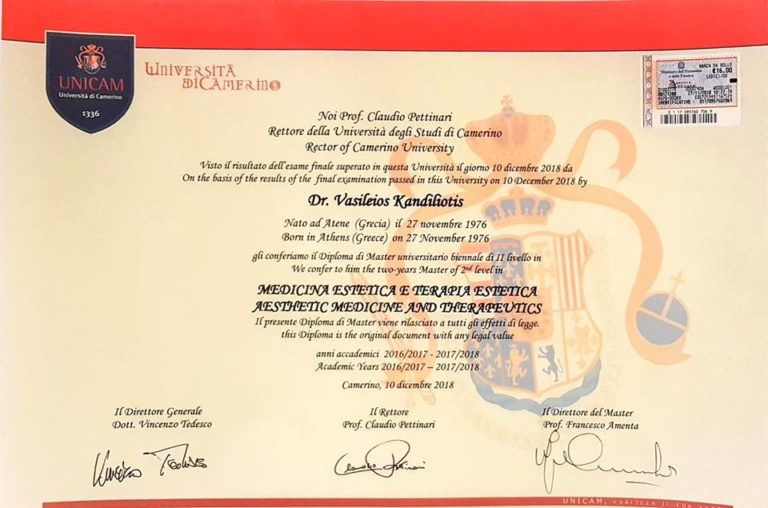 UNICAM
Università di Camerino
1336
UNIVERSITÀ
DI CAMERINO
Ministero dell'Economia
e delle Finanze
MARCA DA BOLLO
€16,00
Noi Prof. Claudio Pettinari
Rettore della Università degli Studi di Camerino
Rector of Camerino University
Visto il risultato dell'esame finale superato in questa Università il giorno 10 dicembre 2018 da
On the basis of the results of the final examination passed in this University on 10 December 2018 by
Dr. Vasileios Kandiliotis
Nato ad Atene (Grecia) il 27 novembre 1976
Born in Athens (Greece) on 27 November 1976
gli conferiamo il Diploma di Master universitario biennale di II livello in
We confer to him the two-years Master of 2nd level in
MEDICINA ESTETICA E TERAPIA ESTETICA
AESTHETIC MEDICINE AND THERAPEUTICS
Il presente Diploma di Master viene rilasciato a tutti gli effetti di legge.
this Diploma is the original document with any legal value
anni accademici 2016/2017 - 2017/2018
Academic Years 2016/2017 – 2017/2018
Camerino, 10 dicembre 2018
Il Direttore Generale
Dott. Vincenzo Tedesco
Il Rettore
Prof. Claudio Pettinari
Il Direttore del Master
Prof. Francesco Amenta
Vincenzo Tedesco
Claudio Pettinari
UNICAM,